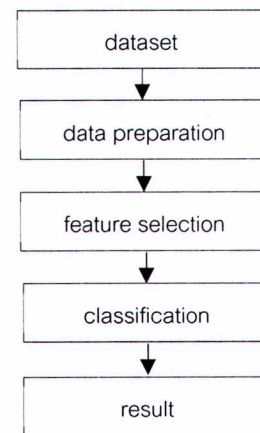 dataset
data preparation
feature selection
classification
result